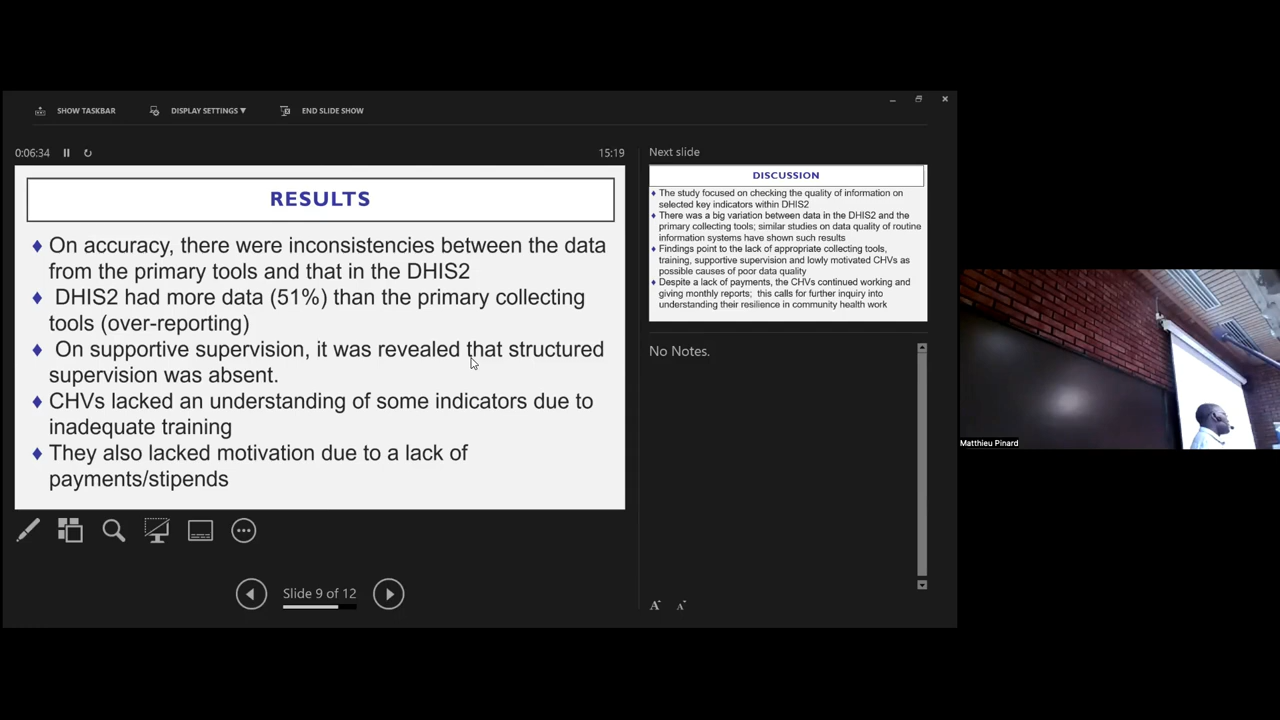 SHOW TASKBAR
DISPLAY SETTINGS ▼
END SLIDE SHOW
0:06:34
15:19
RESULTS
♦ On accuracy, there were inconsistencies between the data
from the primary tools and that in the DHIS2
♦ DHIS2 had more data (51%) than the primary collecting
tools (over-reporting)
♦ On supportive supervision, it was revealed that structured
supervision was absent.
♦ CHVs lacked an understanding of some indicators due to
inadequate training
♦ They also lacked motivation due to a lack of
payments/stipends
Slide 9 of 12
Next slide
DISCUSSION
♦ The study focused on checking the quality of information on
selected key indicators within DHIS2
♦ There was a big variation between data in the DHIS2 and the
primary collecting tools; similar studies on data quality of routine
information systems have shown such results
♦ Findings point to the lack of appropriate collecting tools,
training, supportive supervision and lowly motivated CHVs as
possible causes of poor data quality
♦ Despite a lack of payments, the CHVs continued working and
giving monthly reports; this calls for further inquiry into
understanding their resilience in community health work
No Notes.
A A
Matthieu Pinard